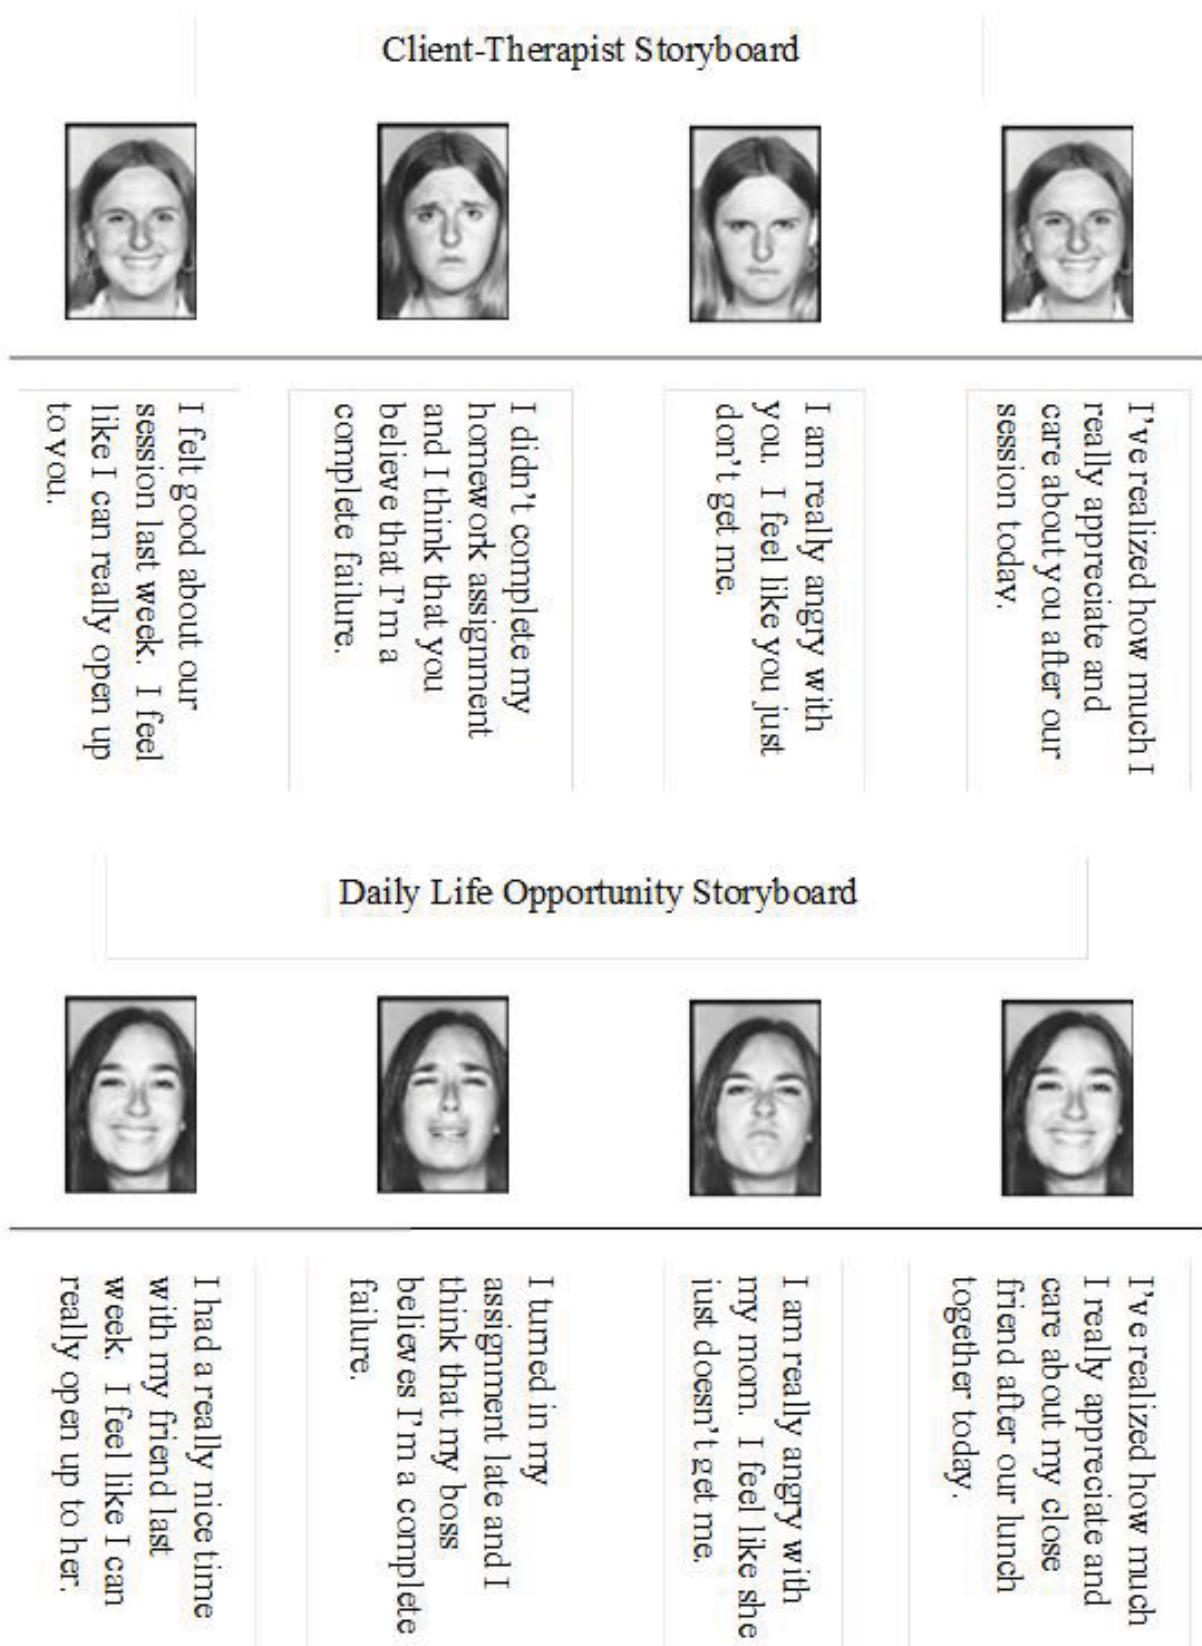 Client-Therapist Storyboard
I felt good about our
session last week. I feel
like I can really open up
to you.
I didn't complete my
homework assignment
and I think that you
believe that I'm a
complete failure.
I am really angry with
you. I feel like you just
don't get me.
I've realized how much I
really appreciate and
care about you after our
session today.
Daily Life Opportunity Storyboard
I had a really nice time
with my friend last
week. I feel like I can
really open up to her.
I turned in my
assignment late and I
think that my boss
believes I'm a complete
failure.
I am really angry with
my mom. I feel like she
just doesn't get me.
I've realized how much
I really appreciate and
care about my close
friend after our lunch
together today.